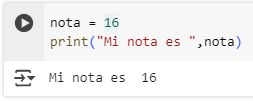 nota = 16
print("Mi nota es ",nota)
Mi nota es  16